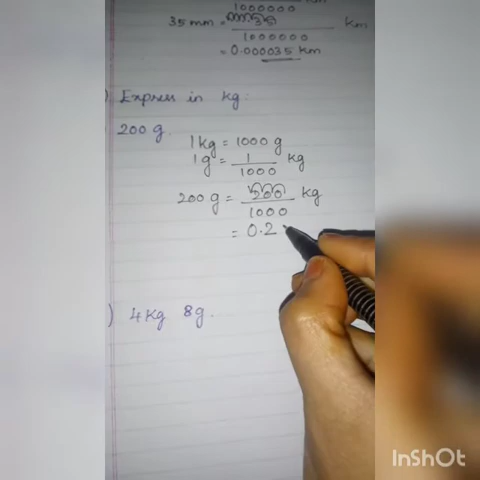 1000000
35 mm = 35 Km
1000000
= 0.000035 Km
) Express in kg:
200 g.
1 kg = 1000 g
1 g = 1 kg
1000
200 g = 200 kg
1000
= 0.2
) 4 kg 8g.
InShOt